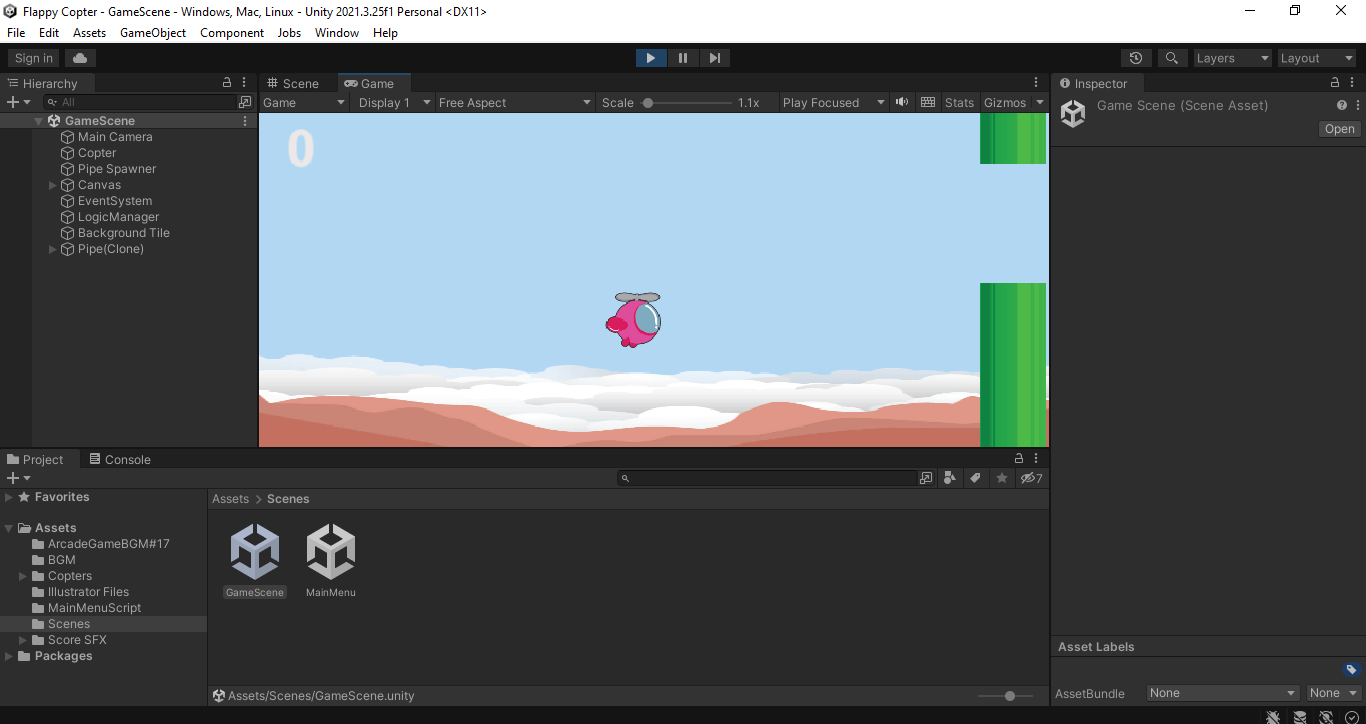 Flappy Copter - GameScene - Windows, Mac, Linux - Unity 2021.3.25f1 Personal <DX11>
File Edit Assets GameObject Component Jobs Window Help
Sign in Layers Layout
Hierarchy
All
GameScene
Main Camera
Copter
Pipe Spawner
Canvas
EventSystem
LogicManager
Background Tile
Pipe(Clone)
Scene Game
Game Display 1 Free Aspect Scale 1.1x Play Focused Stats Gizmos
0
Inspector
Game Scene (Scene Asset)
Open
Project Console
7
Favorites
Assets
ArcadeGameBGM#17
BGM
Copters
Illustrator Files
MainMenuScript
Scenes
Score SFX
Packages
Assets > Scenes
GameScene MainMenu
Assets/Scenes/GameScene.unity
Asset Labels
AssetBundle None None